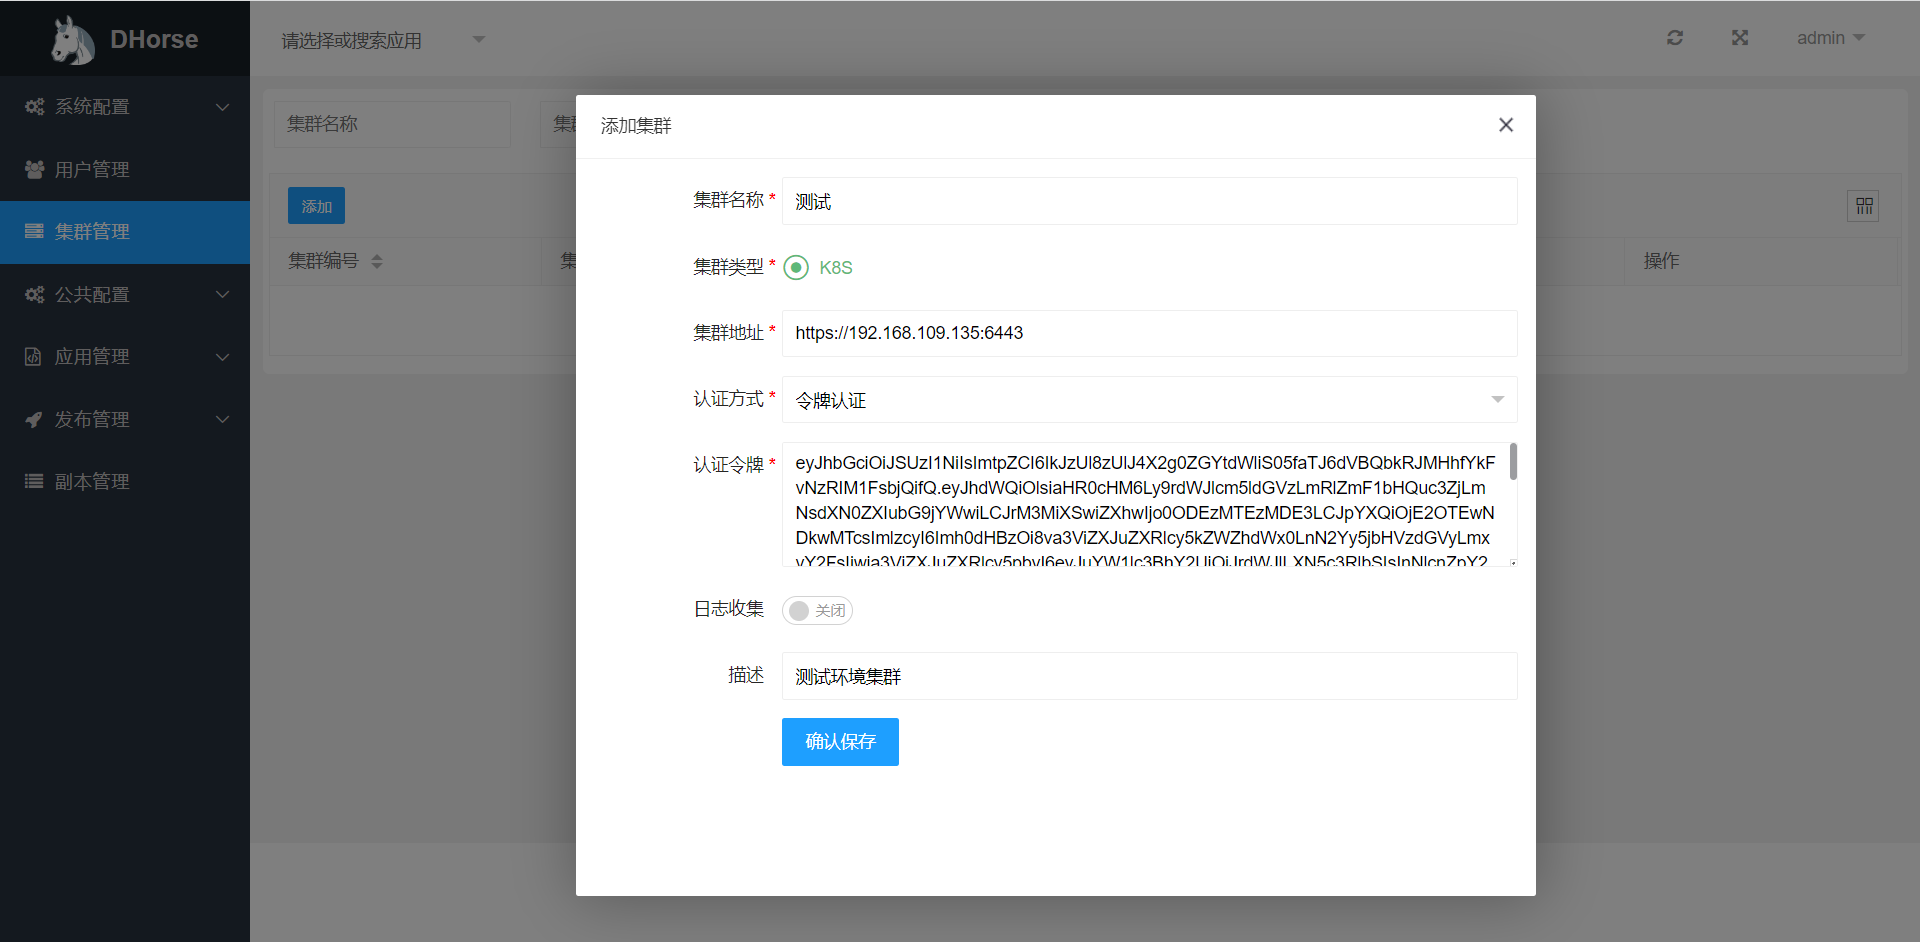 DHorse
请选择或搜索应用
admin
系统配置
用户管理
集群管理
公共配置
应用管理
发布管理
副本管理
集群名称
添加
集群编号
操作
添加集群
集群名称 *
测试
集群类型 *
K8S
集群地址 *
https://192.168.109.135:6443
认证方式 *
令牌认证
认证令牌 *
eyJhbGciOiJSUzI1NiIsImtpZCI6IkJzUl8zUlJ4X2g0ZGYtdWliS05faTJ6dVBQbkRJMHhfYkF
vNzRIM1FsbjQifQ.eyJhdWQiOlsiaHR0cHM6Ly9rdWJlcm5ldGVzLmRlZmF1bHQuc3ZjLm
NsdXN0ZXIubG9jYWwiLCJrM3MiXSwiZXhwIjo0ODEzMTEzMDE3LCJpYXQiOjE2OTEwN
DkwMTcsImlzcyI6Imh0dHBzOi8va3ViZXJuZXRlcy5kZWZhdWx0LnN2Yy5jbHVzdGVyLmx
日志收集
关闭
描述
测试环境集群
确认保存